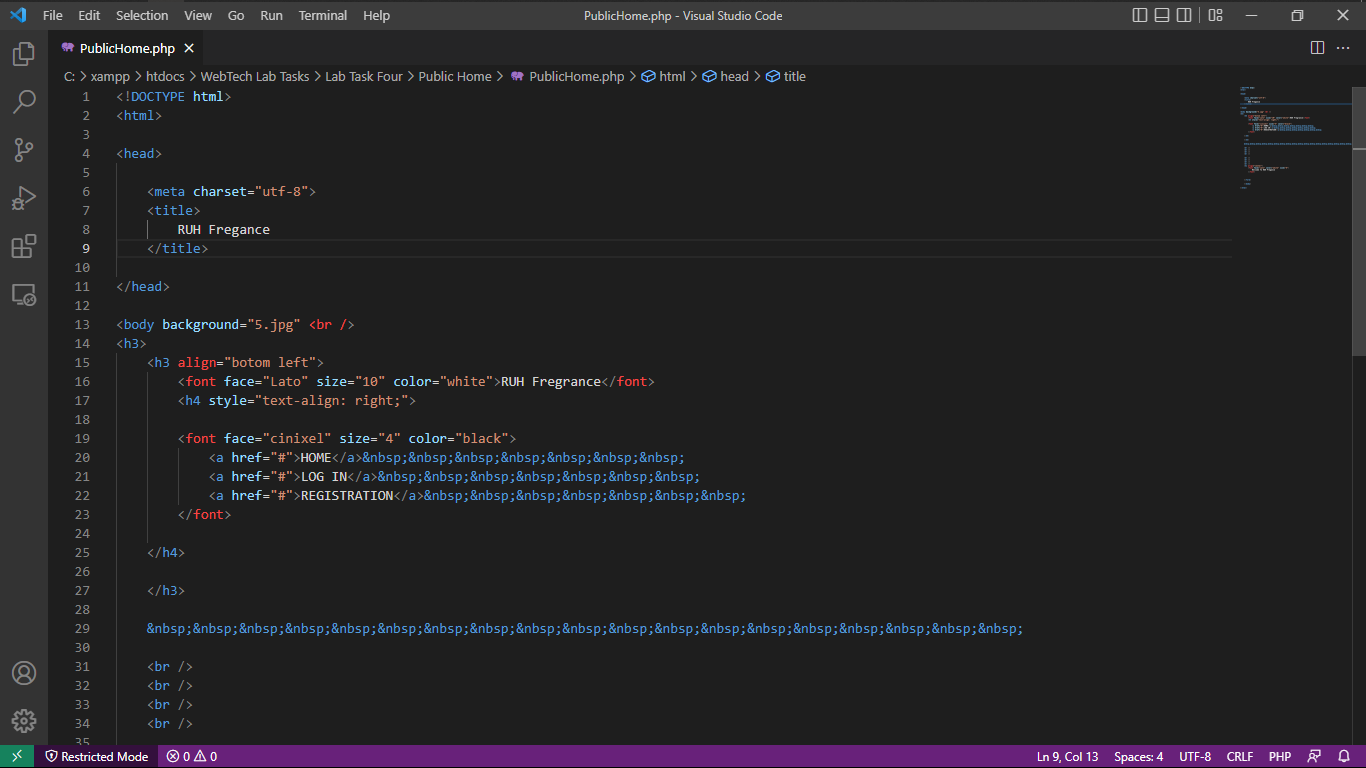 File Edit Selection View Go Run Terminal Help PublicHome.php - Visual Studio Code
PublicHome.php
C: > xampp > htdocs > WebTech Lab Tasks > Lab Task Four > Public Home > PublicHome.php > html > head > title
1 <!DOCTYPE html>
2 <html>
3
4 <head>
5
6 <meta charset="utf-8">
7 <title>
8 RUH Fregance
9 </title>
10
11 </head>
12
13 <body background="5.jpg" <br />
14 <h3>
15 <h3 align="botom left">
16 <font face="Lato" size="10" color="white">RUH Fregrance</font>
17 <h4 style="text-align: right;">
18
19 <font face="cinixel" size="4" color="black">
20 <a href="#">HOME</a>&nbsp;&nbsp;&nbsp;&nbsp;&nbsp;&nbsp;&nbsp;
21 <a href="#">LOG IN</a>&nbsp;&nbsp;&nbsp;&nbsp;&nbsp;&nbsp;&nbsp;
22 <a href="#">REGISTRATION</a>&nbsp;&nbsp;&nbsp;&nbsp;&nbsp;&nbsp;&nbsp;
23 </font>
24
25 </h4>
26
27 </h3>
28
29 &nbsp;&nbsp;&nbsp;&nbsp;&nbsp;&nbsp;&nbsp;&nbsp;&nbsp;&nbsp;&nbsp;&nbsp;&nbsp;&nbsp;&nbsp;&nbsp;&nbsp;&nbsp;&nbsp;
30
31 <br />
32 <br />
33 <br />
34 <br />
35
Restricted Mode 0 0 Ln 9, Col 13 Spaces: 4 UTF-8 CRLF PHP